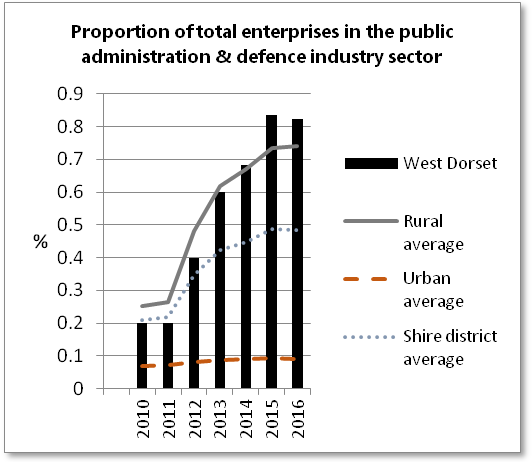 Proportion of total enterprises in the public
administration & defence industry sector
0.9
0.8
0.7
0.6
0.5
0.4
0.3
0.2
0.1
0
%
2010
2011
2012
2013
2014
2015
2016
West Dorset
Rural
average
Urban
average
Shire district
average